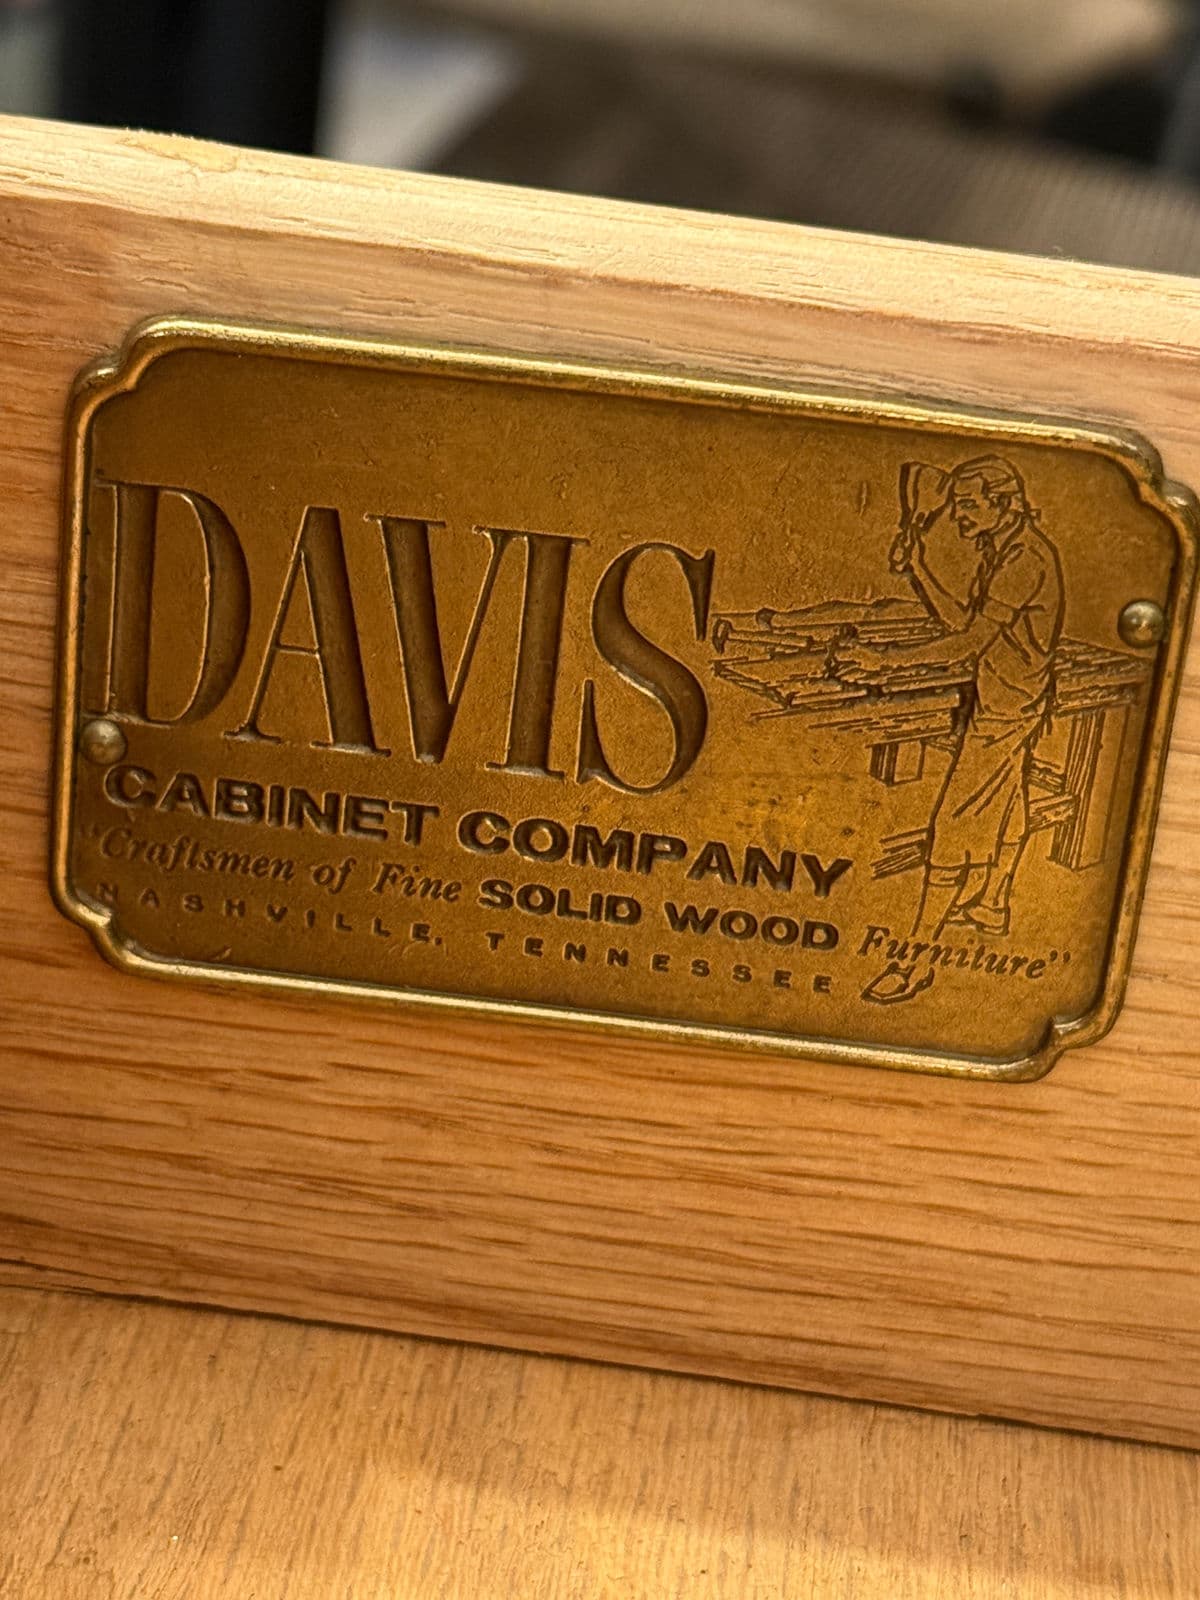 DAVIS
CABINET COMPANY
"Craftsmen of Fine SOLID WOOD Furniture"
NASHVILLE, TENNESSEE